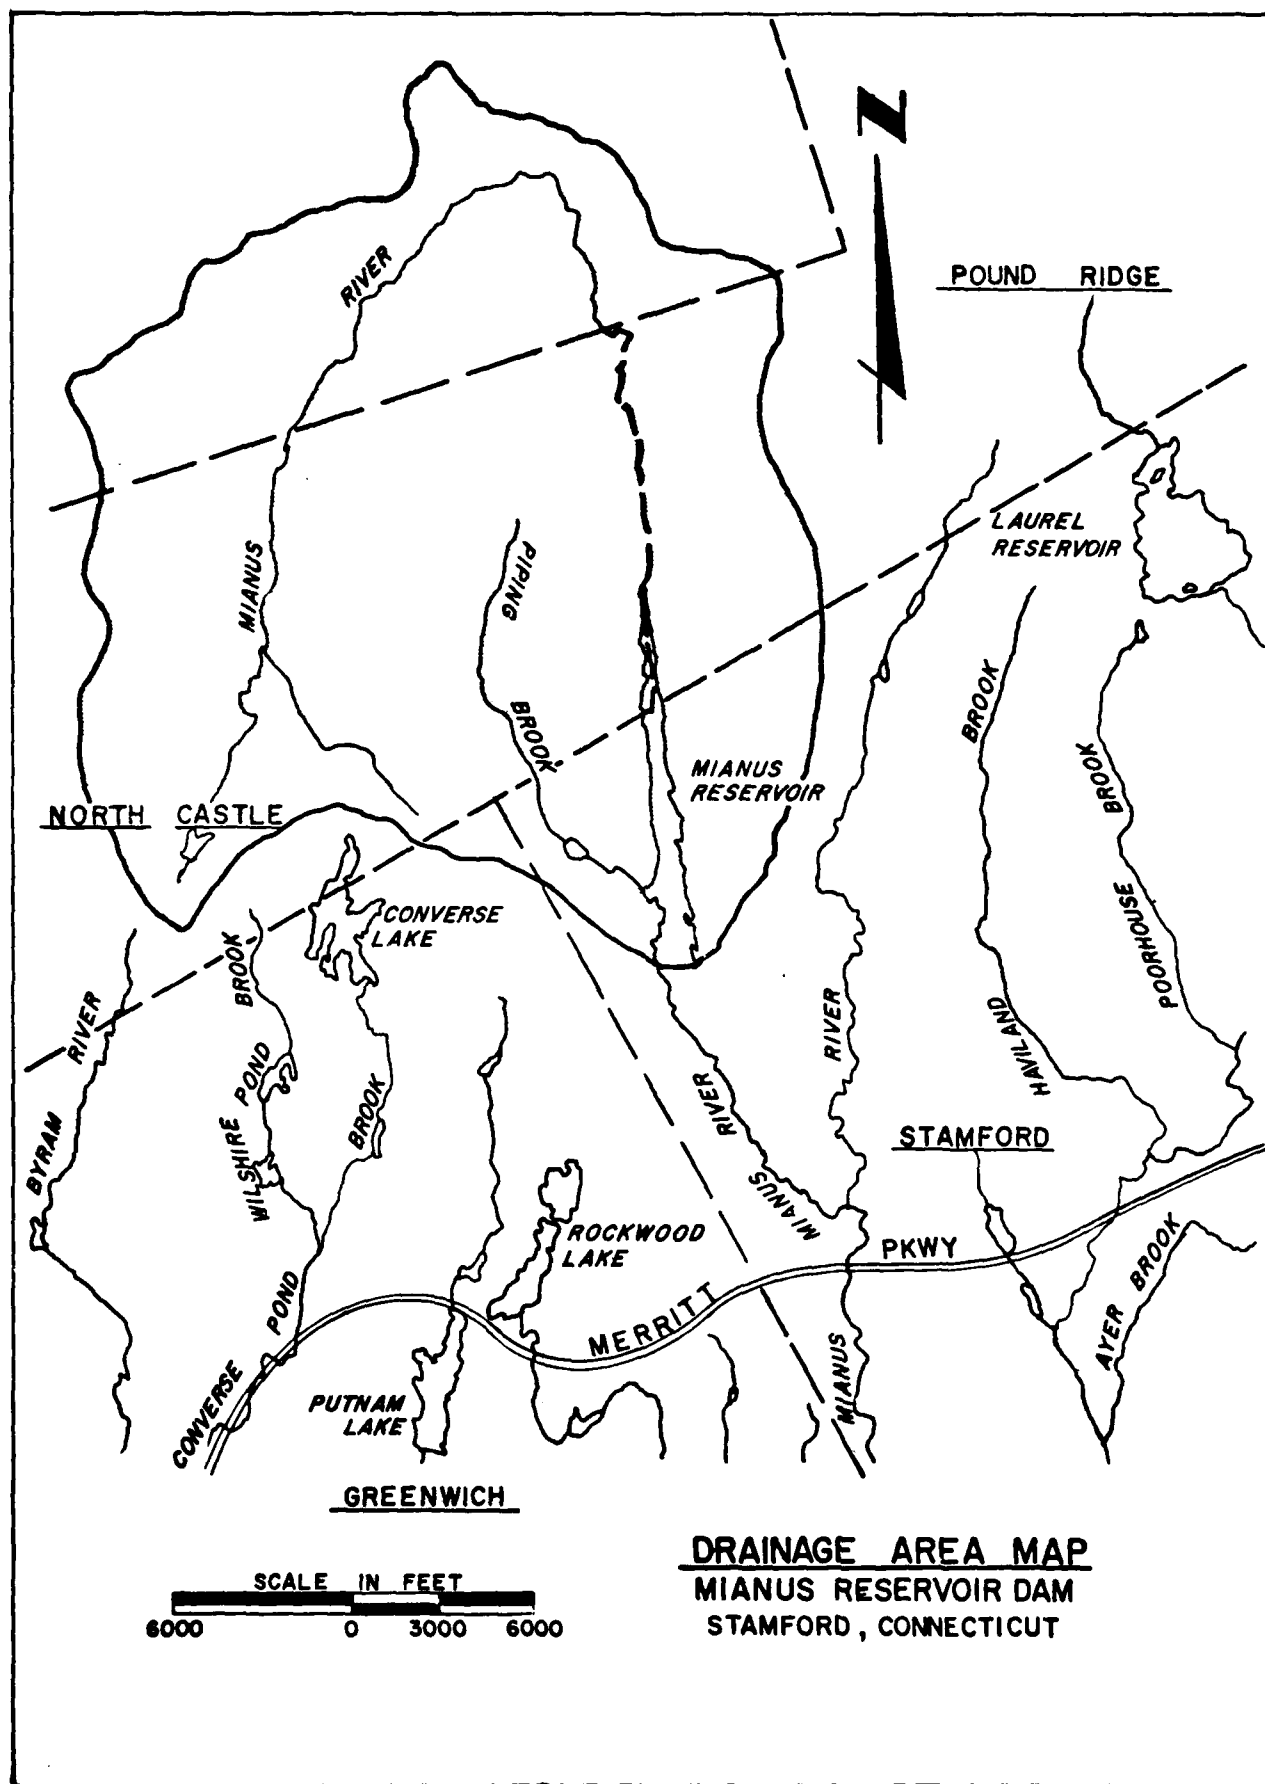 N
RIVER
POUND RIDGE
LAUREL
RESERVOIR
MIANUS
PIPING
BROOK
MIANUS
RESERVOIR
BROOK
BROOK
POORHOUSE
NORTH CASTLE
CONVERSE
LAKE
BROOK
RIVER
BYRAM
WILSHIRE POND
BROOK
RIVER
MIANUS
RIVER
HAVILAND
STAMFORD
ROCKWOOD
LAKE
PKWY
MERRITT
AYER BROOK
CONVERSE POND
PUTNAM
LAKE
MIANUS
GREENWICH
SCALE IN FEET
6000 0 3000 6000
DRAINAGE AREA MAP
MIANUS RESERVOIR DAM
STAMFORD, CONNECTICUT